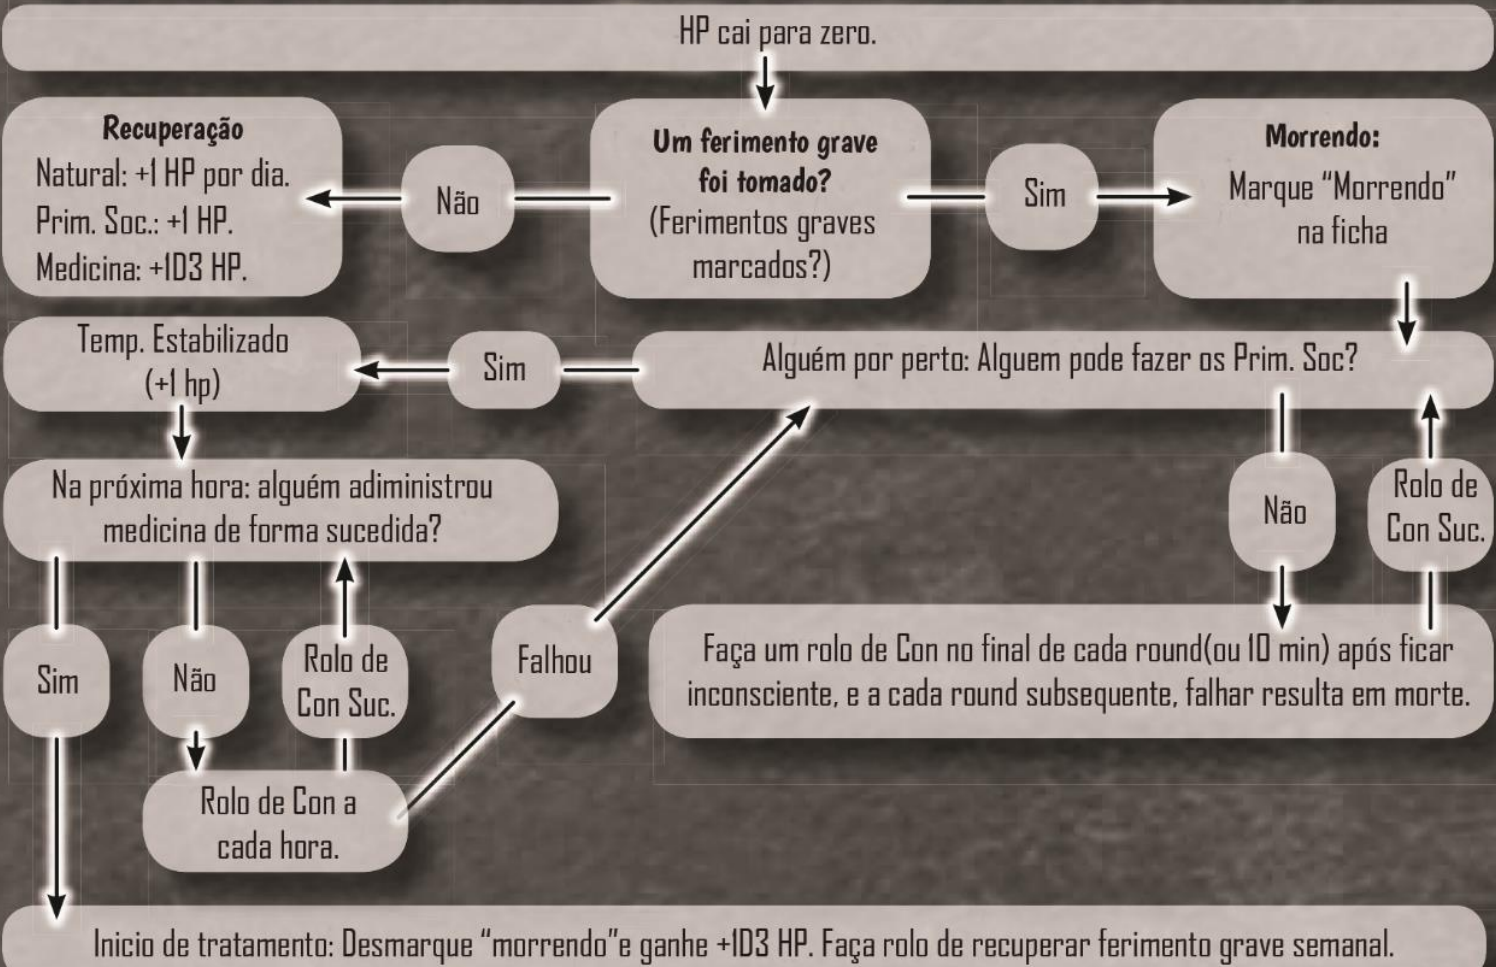 HP cai para zero.
Recuperação
Natural: +1 HP por dia.
Prim. Soc.: +1 HP.
Medicina: +1D3 HP.
Não
Um ferimento grave
foi tomado?
(Ferimentos graves
marcados?)
Sim
Morrendo:
Marque “Morrendo”
na ficha
Temp. Estabilizado
(+1 hp)
Sim
Alguém por perto: Alguem pode fazer os Prim. Soc?
Na próxima hora: alguém adiministrou
medicina de forma sucedida?
Não
Rolo de
Con Suc.
Sim
Não
Rolo de
Con Suc.
Falhou
Faça um rolo de Con no final de cada round(ou 10 min) após ficar
inconsciente, e a cada round subsequente, falhar resulta em morte.
Rolo de Con a
cada hora.
Inicio de tratamento: Desmarque “morrendo”e ganhe +1D3 HP. Faça rolo de recuperar ferimento grave semanal.